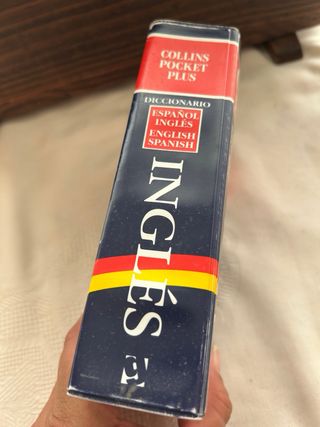 COLLINS
POCKET
PLUS
DICCIONARIO
ESPAÑOL
INGLÉS
ENGLISH
SPANISH
INGLÉS